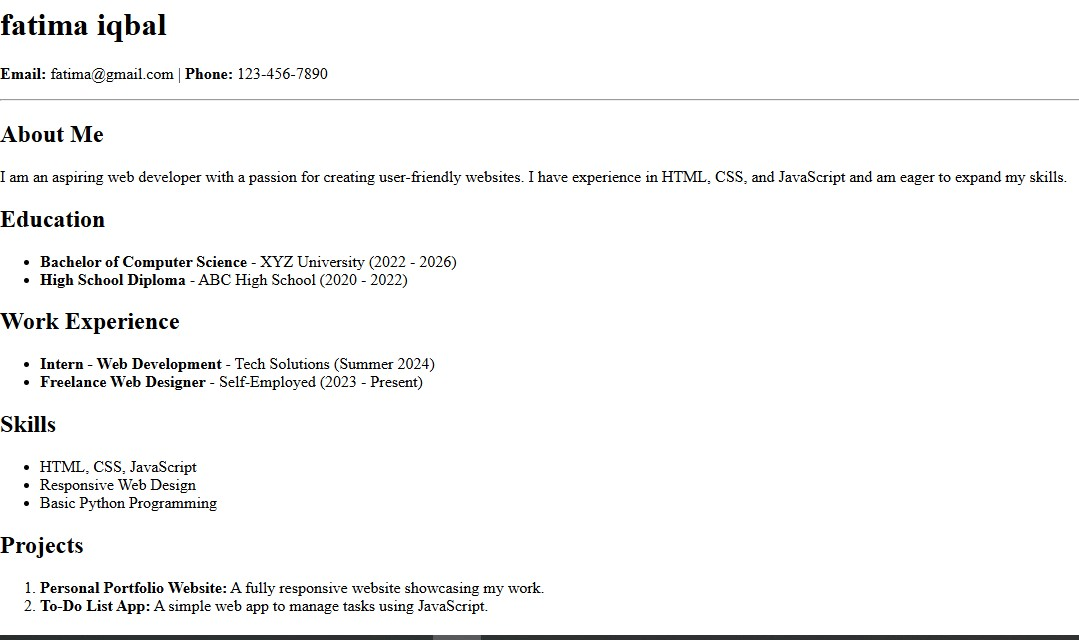 fatima iqbal
Email: fatima@gmail.com | Phone: 123-456-7890
About Me
I am an aspiring web developer with a passion for creating user-friendly websites. I have experience in HTML, CSS, and JavaScript and am eager to expand my skills.
Education
• Bachelor of Computer Science - XYZ University (2022 - 2026)
• High School Diploma - ABC High School (2020 - 2022)
Work Experience
• Intern - Web Development - Tech Solutions (Summer 2024)
• Freelance Web Designer - Self-Employed (2023 - Present)
Skills
• HTML, CSS, JavaScript
• Responsive Web Design
• Basic Python Programming
Projects
1. Personal Portfolio Website: A fully responsive website showcasing my work.
2. To-Do List App: A simple web app to manage tasks using JavaScript.